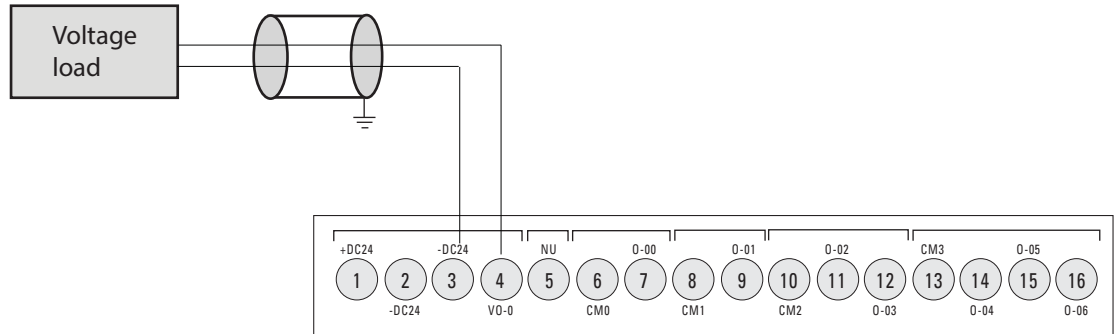 Voltage
load
+DC24 -DC24 NU O-00 O-01 O-02 CM3 O-05
1 2 3 4 5 6 7 8 9 10 11 12 13 14 15 16
-DC24 VO-0 CM0 CM1 CM2 O-03 O-04 O-06